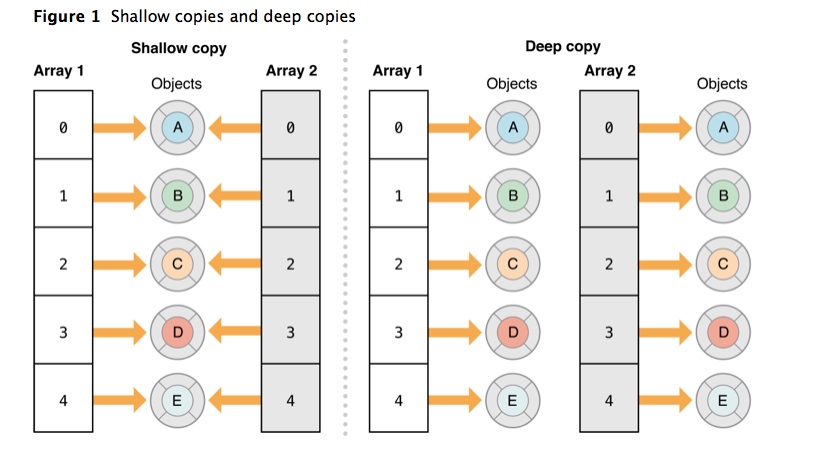 Figure 1 Shallow copies and deep copies
Shallow copy
Array 1
Objects
Array 2
0
A
0
1
B
1
2
C
2
3
D
3
4
E
4
Deep copy
Array 1
Objects
Array 2
Objects
0
A
0
A
1
B
1
B
2
C
2
C
3
D
3
D
4
E
4
E